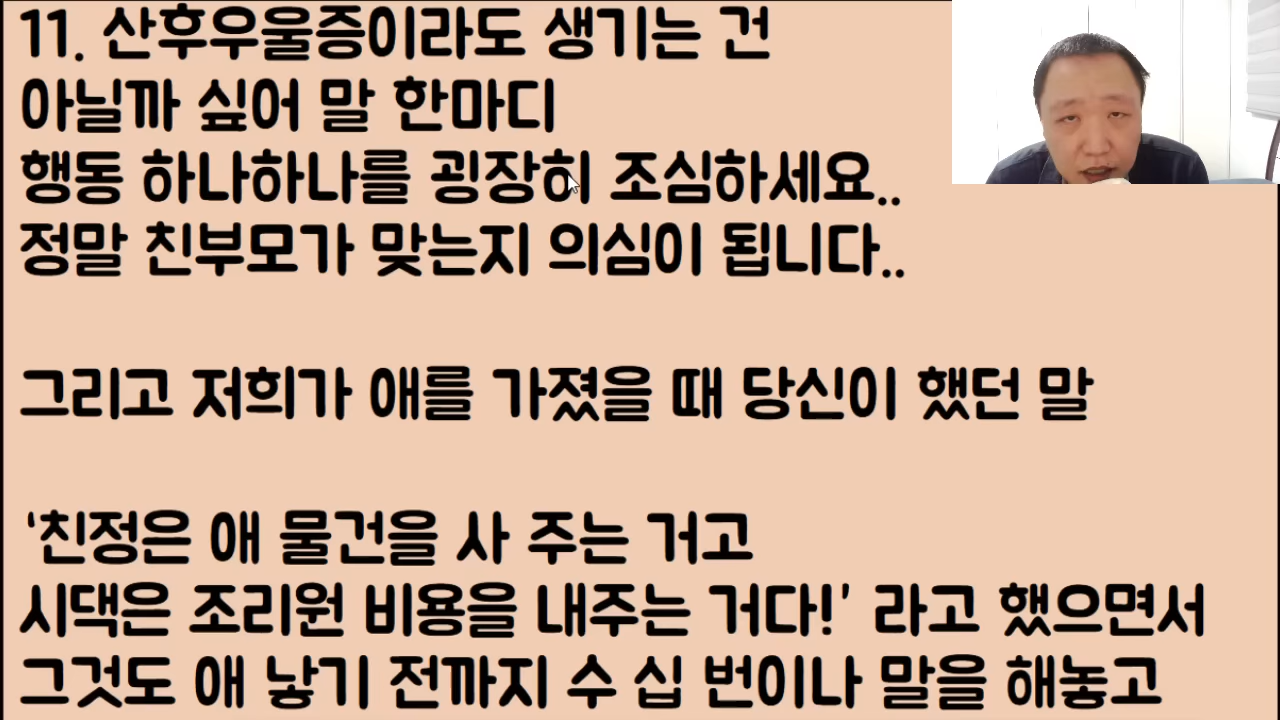 11. 산후우울증이라도 생기는 건
아닐까 싶어 말 한마디
행동 하나하나를 굉장히 조심하세요..
정말 친부모가 맞는지 의심이 됩니다..
그리고 저희가 애를 가졌을 때 당신이 했던 말
'친정은 애 물건을 사 주는 거고
시댁은 조리원 비용을 내주는 거다!' 라고 했으면서
그것도 애 낳기 전까지 수 십 번이나 말을 해놓고